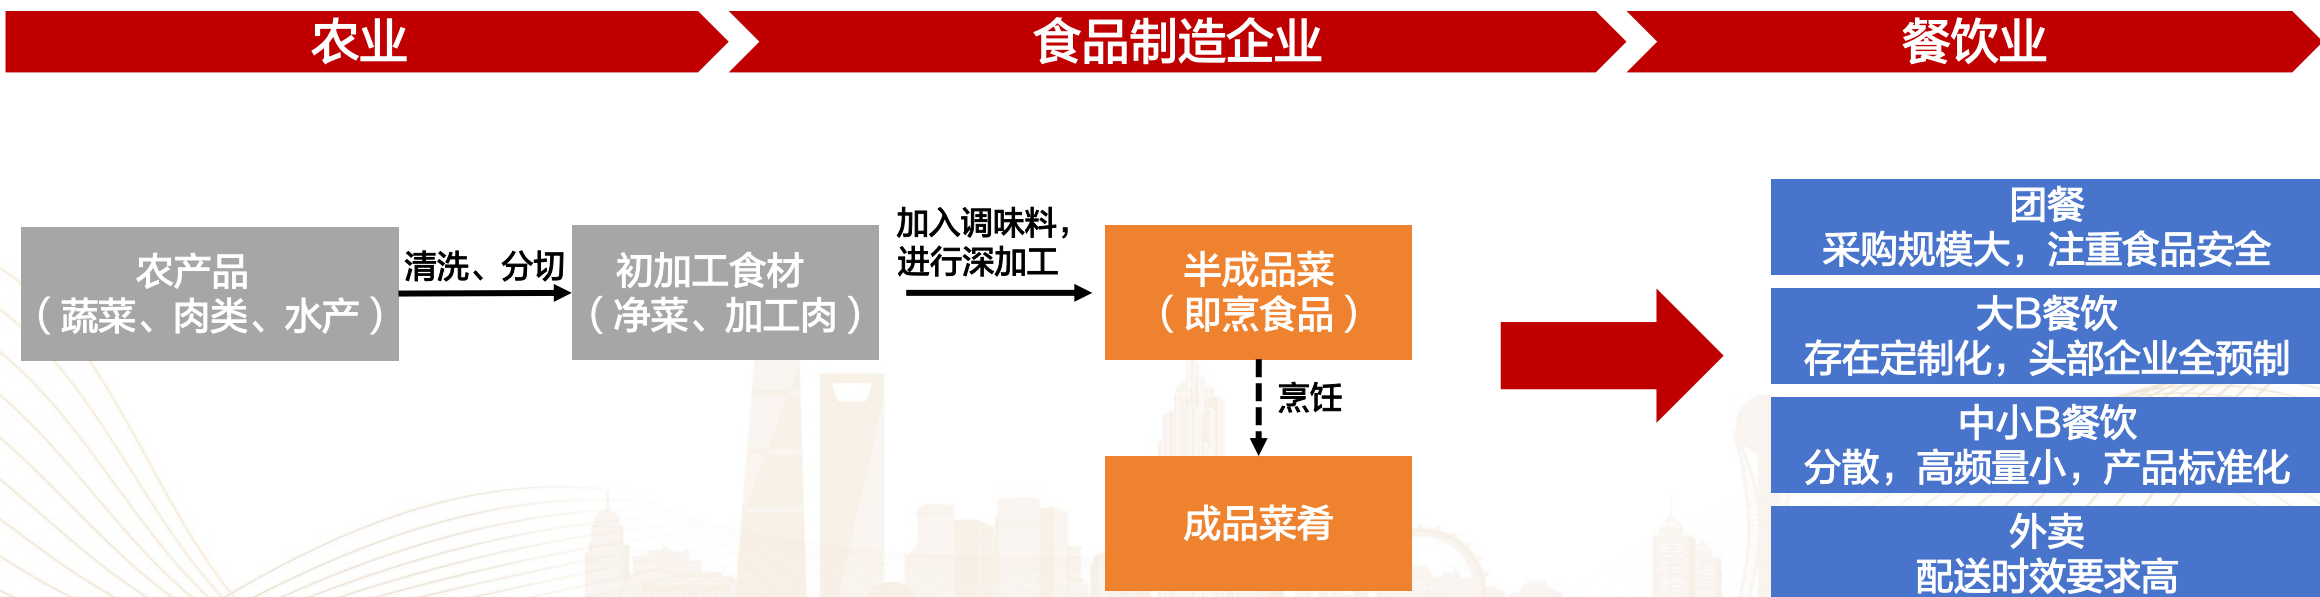 农业
食品制造企业
餐饮业
农产品
（蔬菜、肉类、水产）
清洗、分切
初加工食材
（净菜、加工肉）
加入调味料，
进行深加工
半成品菜
（即烹食品）
烹饪
成品菜肴
团餐
采购规模大，注重食品安全
大B餐饮
存在定制化，头部企业全预制
中小B餐饮
分散，高频量小，产品标准化
外卖
配送时效要求高